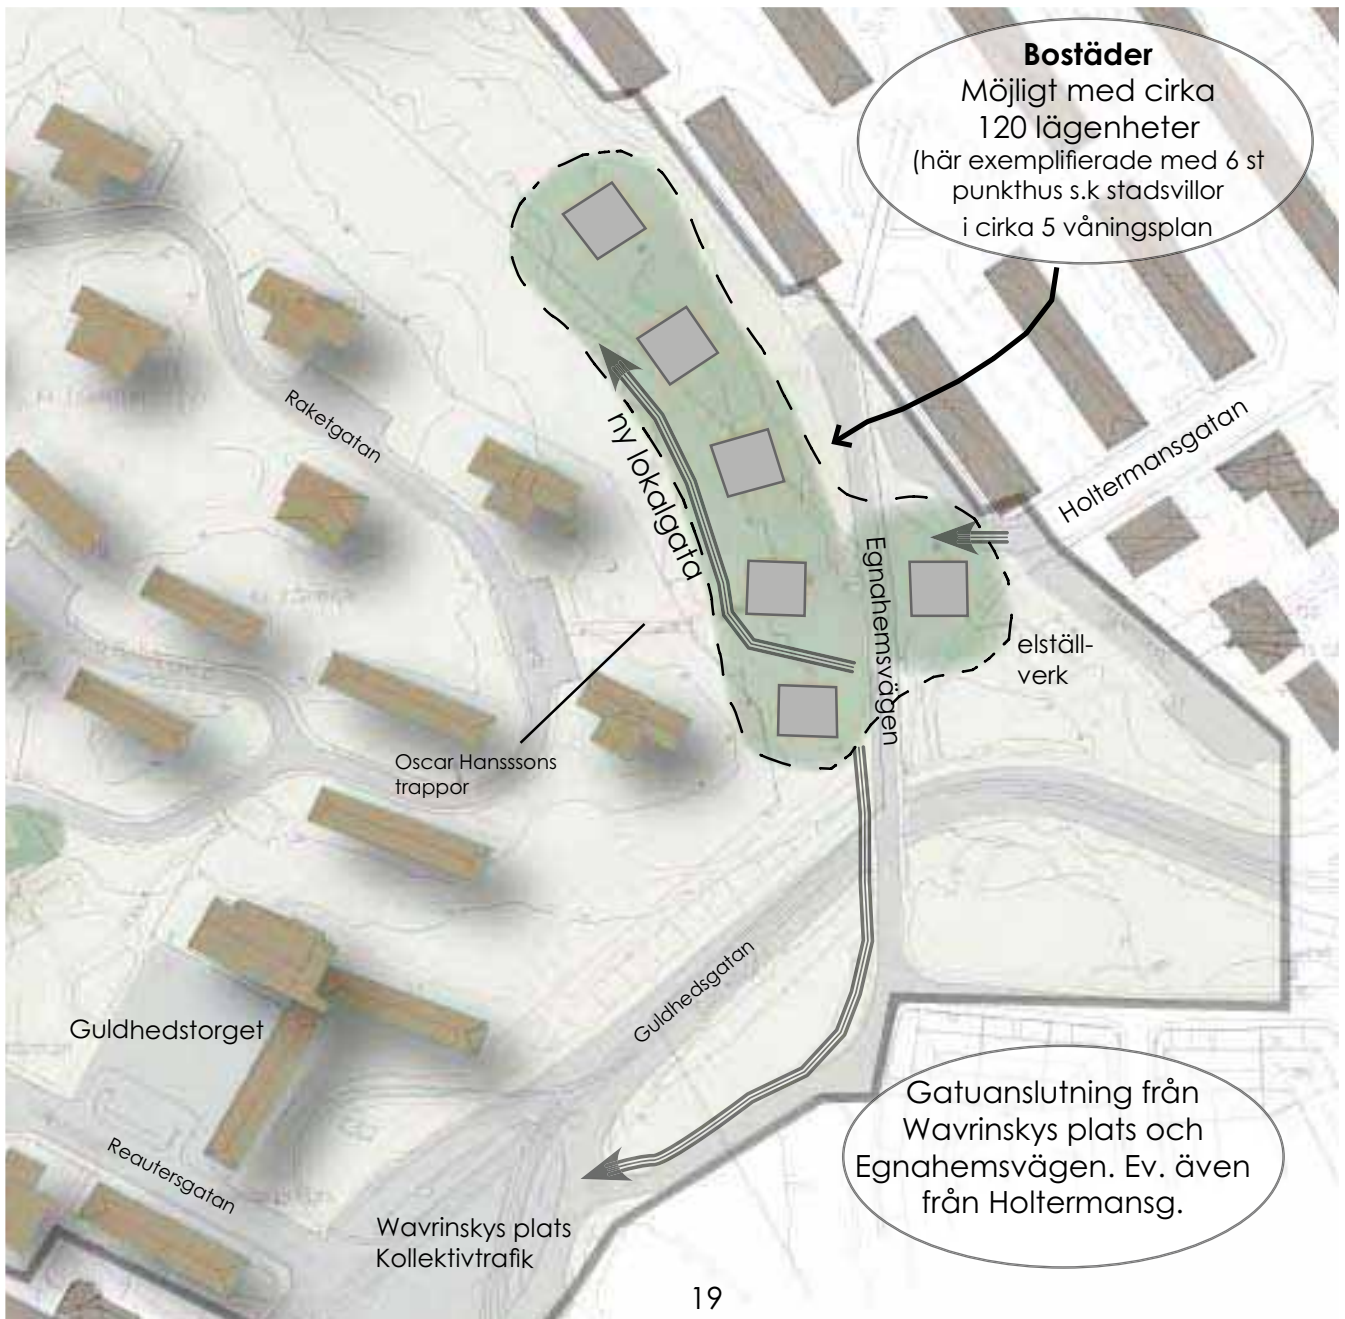 Bostäder
Möjligt med cirka
120 lägenheter
(här exemplifierade med 6 st
punkthus s.k stadsvillor
i cirka 5 våningsplan
Raketgatan
ny lokalgata
Holtermansgatan
Egnahemsvägen
elställ-
verk
Oscar Hansssons
trappor
Guldhedsgatan
Guldhedstorget
Gatuanslutning från
Wavrinskys plats och
Egnahemsvägen. Ev. även
från Holtermansg.
Reautersgatan
Wavrinskys plats
Kollektivtrafik
19